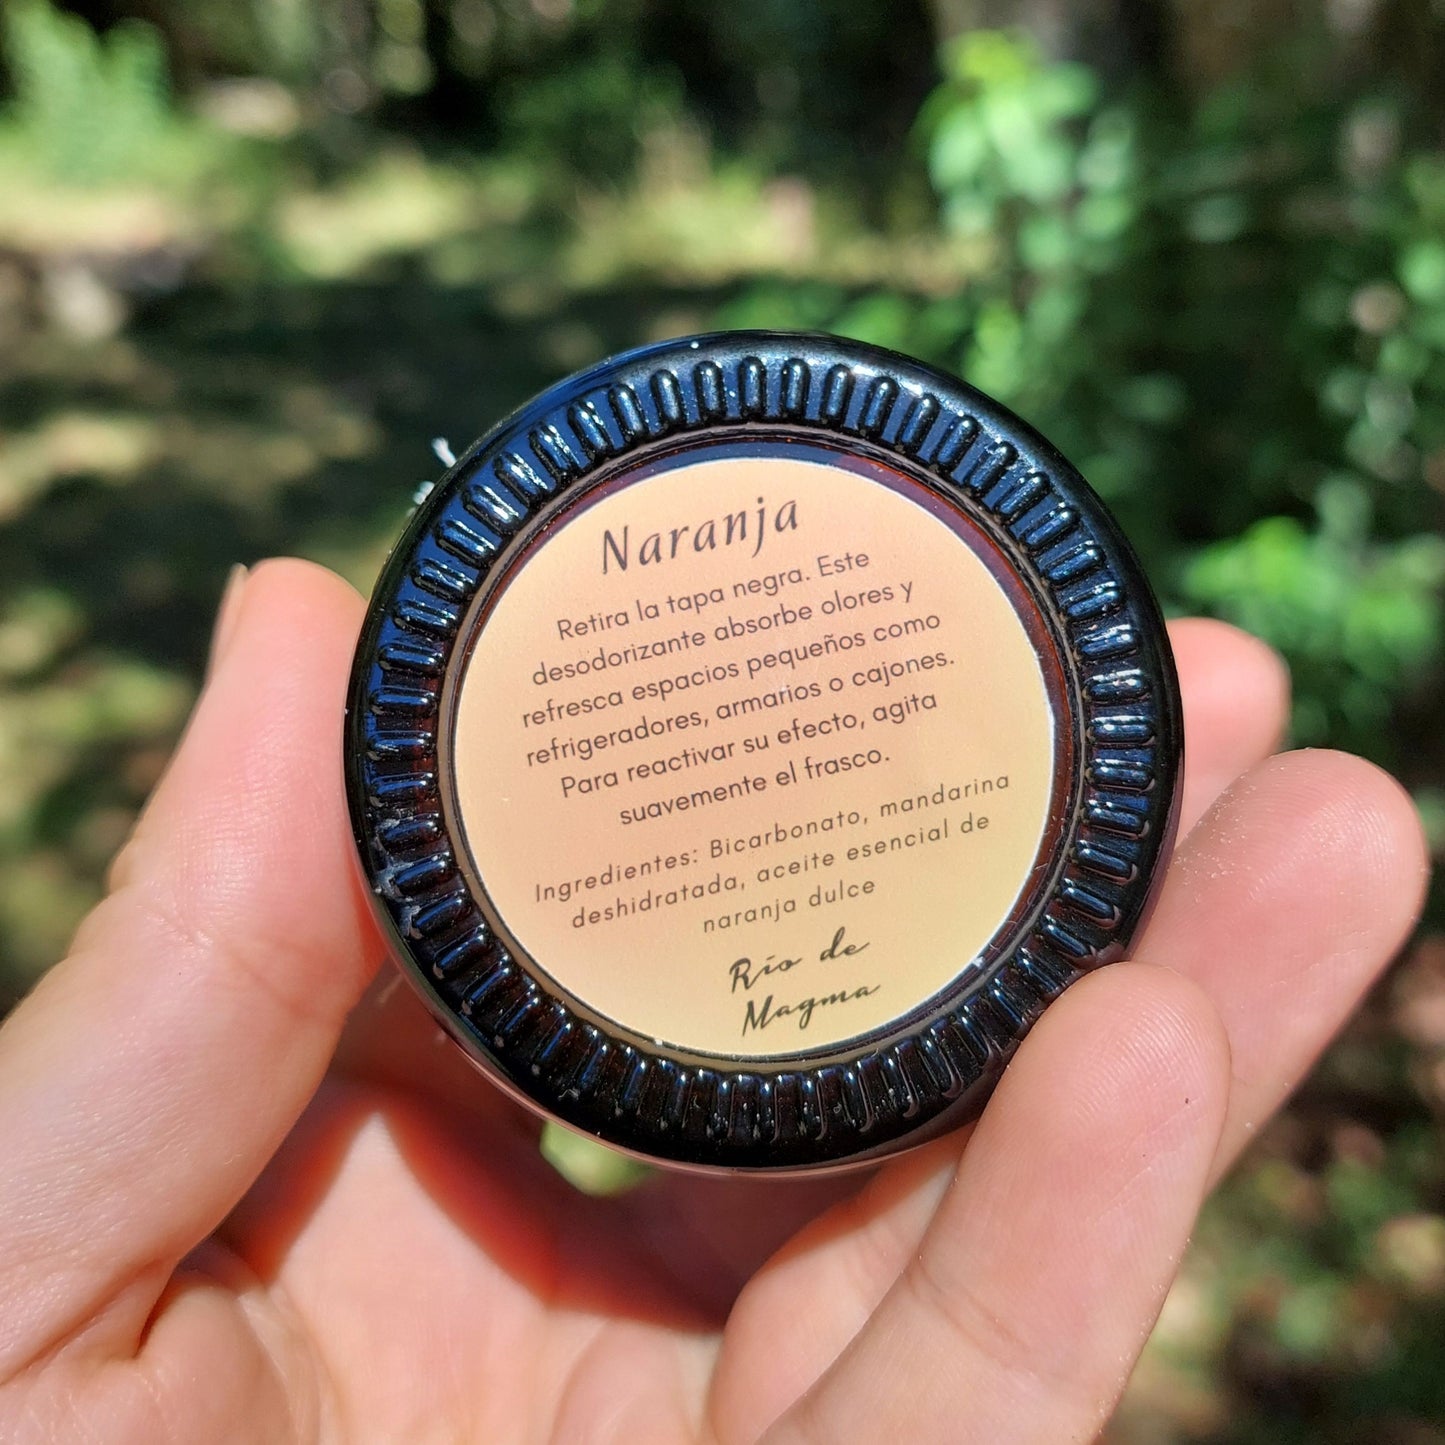 Naranja
Retira la tapa negra. Este
desodorizante absorbe olores y
refresca espacios pequeños como
refrigeradores, armarios o cajones.
Para reactivar su efecto, agita
suavemente el frasco.
Ingredientes: Bicarbonato, mandarina
deshidratada, aceite esencial de
naranja dulce
Río de
Magma